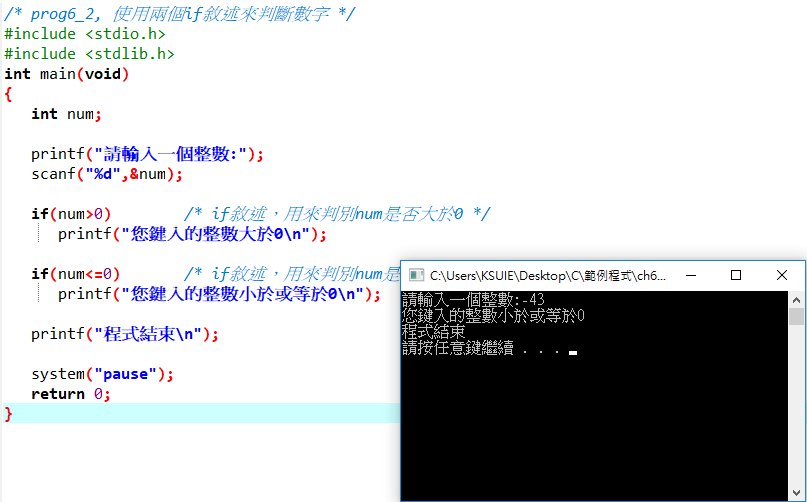 /* prog6_2, 使用兩個if敘述來判斷數字 */
#include <stdio.h>
#include <stdlib.h>
int main(void)
{
int num;
printf("請輸入一個整數:");
scanf("%d",&num);
if(num>0) /* if敘述，用來判別num是否大於0 */
printf("您鍵入的整數大於0\n");
if(num<=0) /* if敘述，用來判別num是
printf("您鍵入的整數小於或等於0\n");
printf("程式結束\n");
system("pause");
return 0;
}
C:\Users\KSUIE\Desktop\C\範例程式\ch6...
請輸入一個整數:-43
您鍵入的整數小於或等於0
程式結束
請按任意鍵繼續 . . .